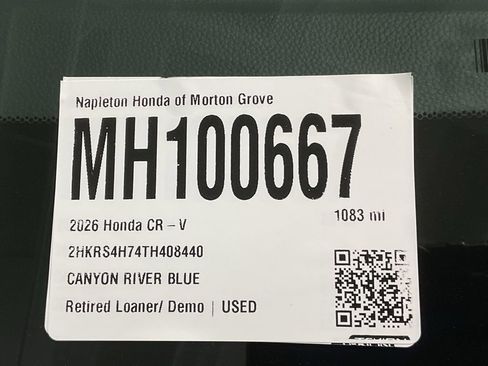 Napleton Honda of Morton Grove
MH100667
1083 mi
2026 Honda CR - V
2HKRS4H74TH408440
CANYON RIVER BLUE
Retired Loaner/ Demo | USED